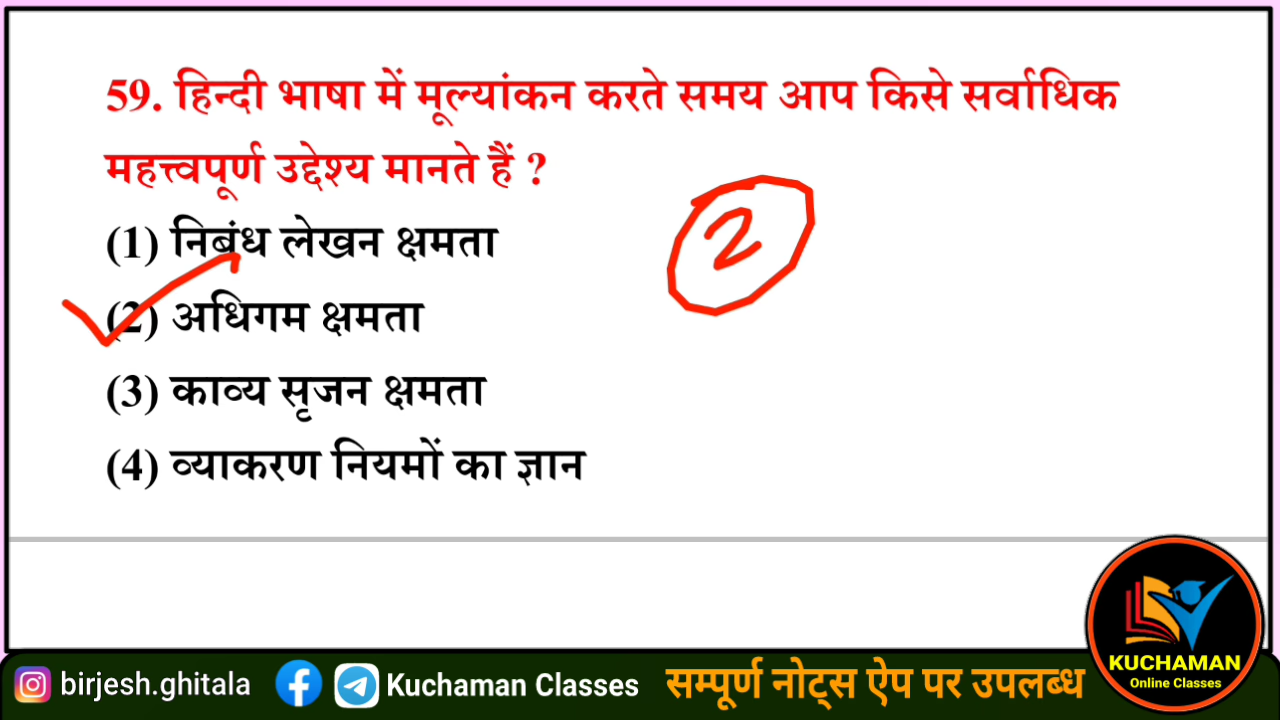 59. हिन्दी भाषा में मूल्यांकन करते समय आप किसे सर्वाधिक
महत्त्वपूर्ण उद्देश्य मानते हैं ?
(1) निबंध लेखन क्षमता
2
(2) अधिगम क्षमता
(3) काव्य सृजन क्षमता
(4) व्याकरण नियमों का ज्ञान
KUCHAMAN
Online Classes
birjesh.ghitala Kuchaman Classes सम्पूर्ण नोट्स ऐप पर उपलब्ध